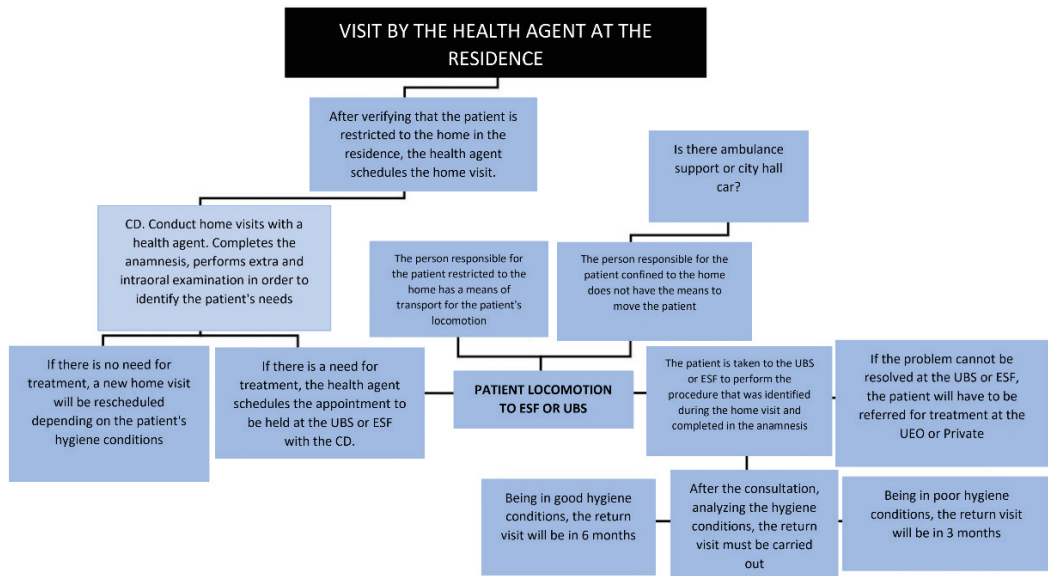 VISIT BY THE HEALTH AGENT AT THE
RESIDENCE
After verifying that the patient is
restricted to the home in the
residence, the health agent
schedules the home visit.
Is there ambulance
support or city hall
car?
CD. Conduct home visits with a
health agent. Completes the
anamnesis, performs extra and
intraoral examination in order to
identify the patient's needs
The person responsible for
the patient restricted to the
home has a means of
transport for the patient's
locomotion
The person responsible for the
patient confined to the home
does not have the means to
move the patient
If there is no need for
treatment, a new home visit
will be rescheduled
depending on the patient's
hygiene conditions
If there is a need for
treatment, the health agent
schedules the appointment to
be held at the UBS or ESF
with the CD.
PATIENT LOCOMOTION
TO ESF OR UBS
The patient is taken to the UBS
or ESF to perform the
procedure that was identified
during the home visit and
completed in the anamnesis
If the problem cannot be
resolved at the UBS or ESF,
the patient will have to be
referred for treatment at the
UEO or Private
Being in good hygiene
conditions, the return
visit will be in 6 months
After the consultation,
analyzing the hygiene
conditions, the return
visit must be carried
out
Being in poor hygiene
conditions, the return visit
will be in 3 months